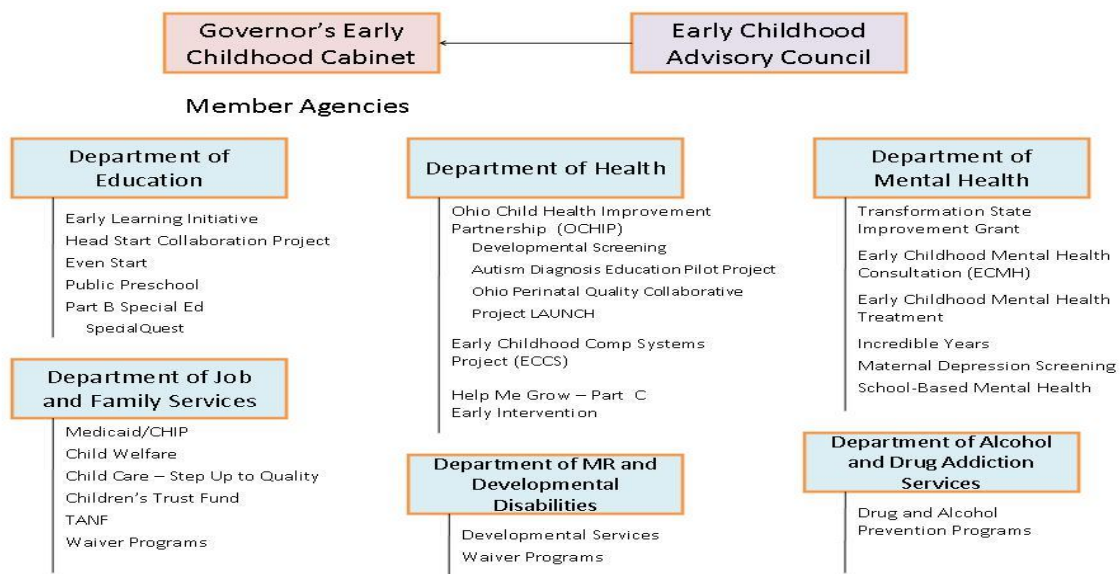 Governor's Early
Childhood Cabinet
Early Childhood
Advisory Council
Member Agencies
Department of
Education
Early Learning Initiative
Head Start Collaboration Project
Even Start
Public Preschool
Part B Special Ed
SpecialQuest
Department of Job
and Family Services
Medicaid/CHIP
Child Welfare
Child Care – Step Up to Quality
Children's Trust Fund
TANF
Waiver Programs
Department of Health
Ohio Child Health Improvement
Partnership (OCHIP)
Developmental Screening
Autism Diagnosis Education Pilot Project
Ohio Perinatal Quality Collaborative
Project LAUNCH
Early Childhood Comp Systems
Project (ECCS)
Help Me Grow – Part C
Early Intervention
Department of MR and
Developmental
Disabilities
Developmental Services
Waiver Programs
Department of
Mental Health
Transformation State
Improvement Grant
Early Childhood Mental Health
Consultation (ECMH)
Early Childhood Mental Health
Treatment
Incredible Years
Maternal Depression Screening
School-Based Mental Health
Department of Alcohol
and Drug Addiction
Services
Drug and Alcohol
Prevention Programs